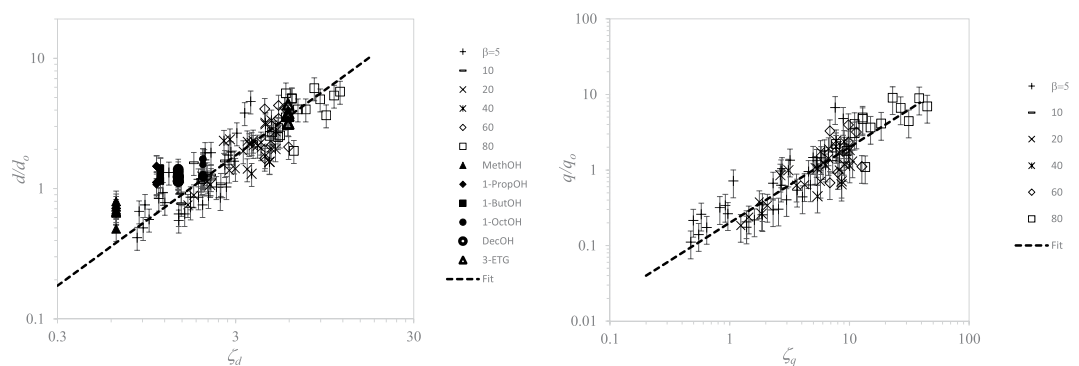 10
1
0.1
0.3
3
30
d/dₒ
ζd
+ β=5
10
20
40
60
80
MethOH
1-PropOH
1-ButOH
1-OctOH
DecOH
3-ETG
Fit
100
10
1
0.1
0.01
0.1
1
10
100
q/qₒ
ζq
+ β=5
10
20
40
60
80
Fit